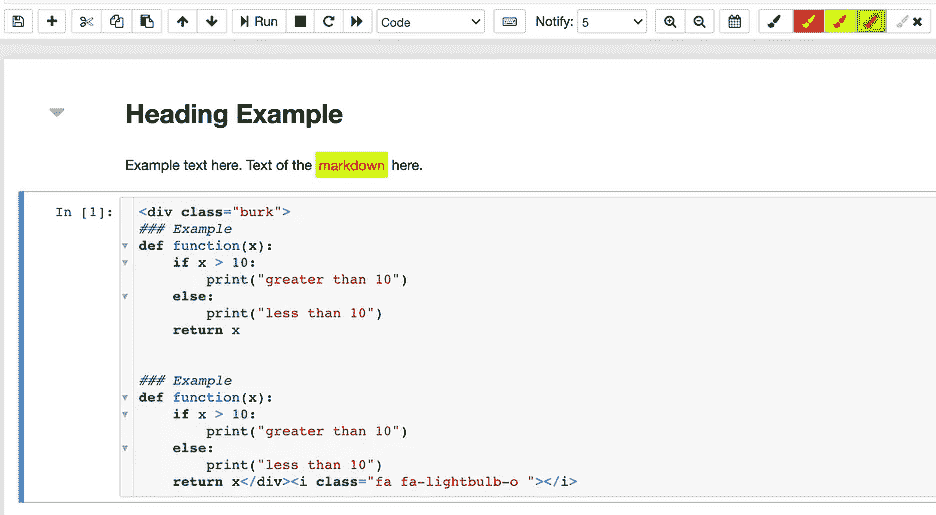 Run Code Notify: 5
Heading Example
Example text here. Text of the markdown here.
In [1]: <div class="burk">
### Example
def function(x):
    if x > 10:
        print("greater than 10")
    else:
        print("less than 10")
    return x
### Example
def function(x):
    if x > 10:
        print("greater than 10")
    else:
        print("less than 10")
    return x</div><i class="fa fa-lightbulb-o "></i>